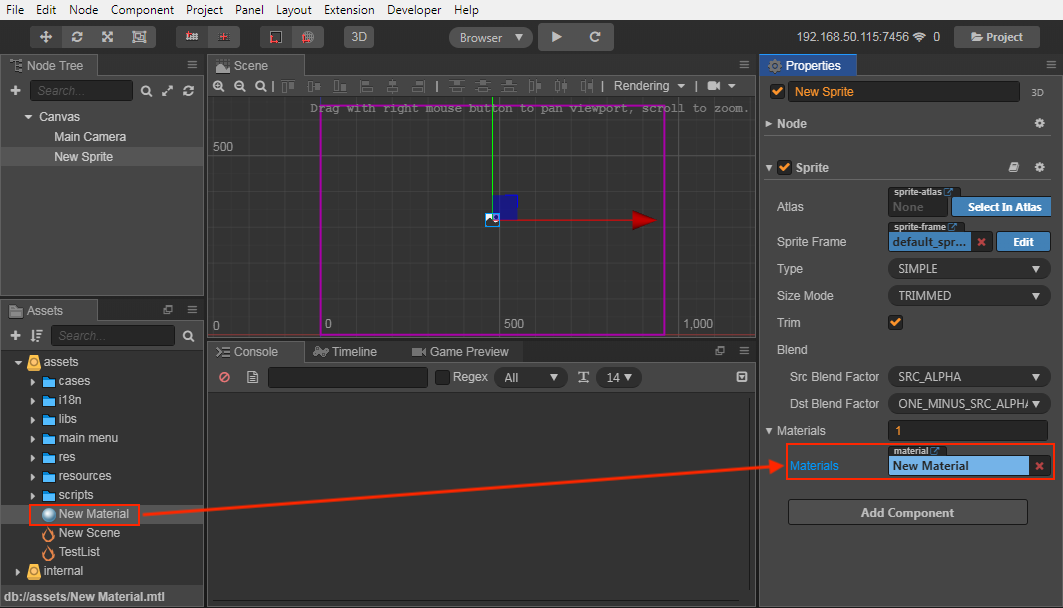 File Edit Node Component Project Panel Layout Extension Developer Help
3D Browser 192.168.50.115:7456 0 Project
Node Tree
Search...
Canvas
Main Camera
New Sprite
Assets
Search...
assets
cases
i18n
libs
main menu
res
resources
scripts
New Material
New Scene
TestList
internal
db://assets/New Material.mtl
Scene
Rendering
Drag with right mouse button to pan viewport, scroll to zoom.
500
0 0 500 1,000
Console Timeline Game Preview
Regex All 14
Properties
New Sprite 3D
Node
Sprite
sprite-atlas
Atlas None Select In Atlas
sprite-frame
Sprite Frame default_spr... Edit
Type SIMPLE
Size Mode TRIMMED
Trim
Blend
Src Blend Factor SRC_ALPHA
Dst Blend Factor ONE_MINUS_SRC_ALPHA
Materials 1
material
Materials New Material
Add Component